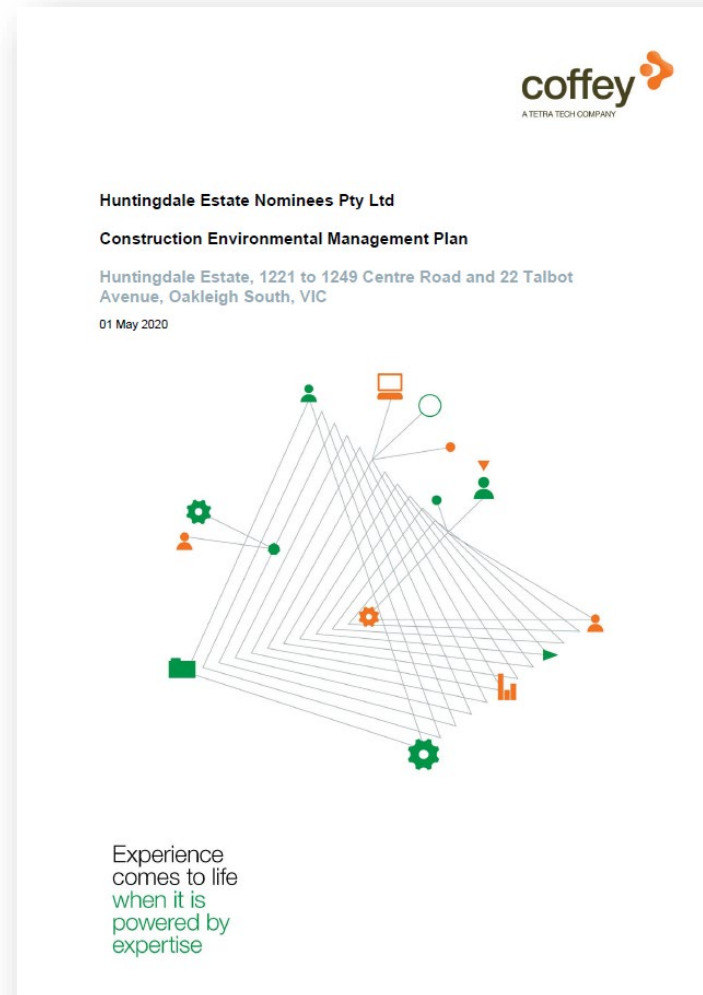 coffey
A TETRA TECH COMPANY
Huntingdale Estate Nominees Pty Ltd
Construction Environmental Management Plan
Huntingdale Estate, 1221 to 1249 Centre Road and 22 Talbot
Avenue, Oakleigh South, VIC
01 May 2020
Experience
comes to life
when it is
powered by
expertise